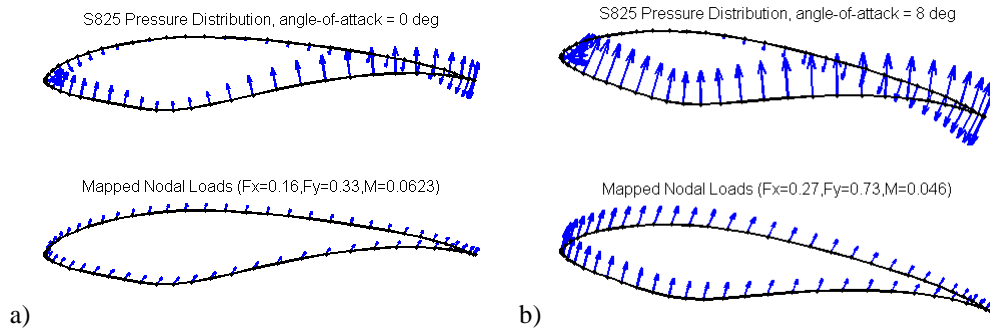 S825 Pressure Distribution, angle-of-attack = 0 deg
Mapped Nodal Loads (Fx=0.16,Fy=0.33,M=0.0623)
a)
S825 Pressure Distribution, angle-of-attack = 8 deg
Mapped Nodal Loads (Fx=0.27,Fy=0.73,M=0.046)
b)